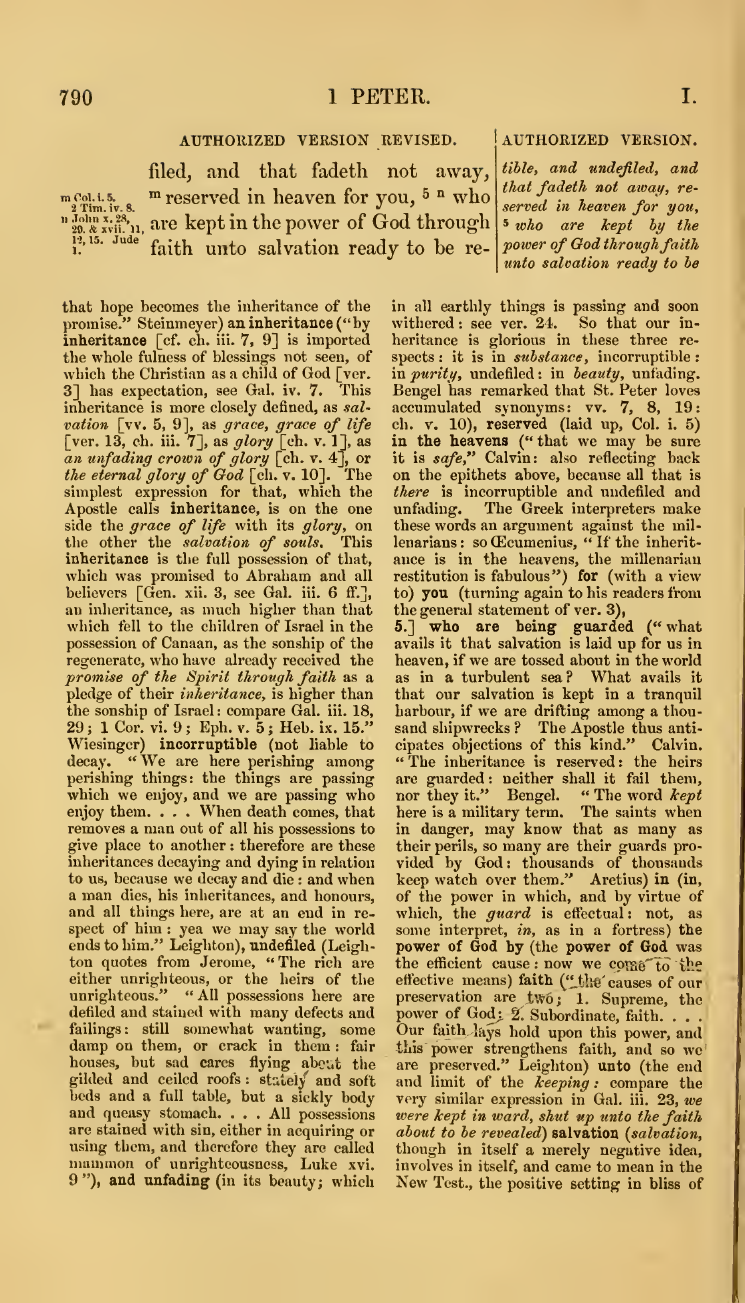 790
1 PETER.
I.
AUTHORIZED VERSION REVISED.
filed, and that fadeth not away,
m reserved in heaven for you, 5 n who
are kept in the power of God through
faith unto salvation ready to be re-
m Col. i. 5.
2 Tim. iv. 8.
n John x. 28,
29. & xvii. 11,
12, 15. Jude
1.
AUTHORIZED VERSION.
tible, and undefiled, and
that fadeth not away, re-
served in heaven for you,
5 who are kept by the
power of God through faith
unto salvation ready to be
that hope becomes the inheritance of the
promise.” Steinmeyer) an inheritance (“by
inheritance [cf. ch. iii. 7, 9] is imported
the whole fulness of blessings not seen, of
which the Christian as a child of God [ver.
3] has expectation, see Gal. iv. 7. This
inheritance is more closely defined, as sal-
vation [vv. 5, 9], as grace, grace of life
[ver. 13, ch. iii. 7], as glory [ch. v. 1], as
an unfading crown of glory [ch. v. 4], or
the eternal glory of God [ch. v. 10]. The
simplest expression for that, which the
Apostle calls inheritance, is on the one
side the grace of life with its glory, on
the other the salvation of souls. This
inheritance is the full possession of that,
which was promised to Abraham and all
believers [Gen. xii. 3, see Gal. iii. 6 ff.],
an inheritance, as much higher than that
which fell to the children of Israel in the
possession of Canaan, as the sonship of the
regenerate, who have already received the
promise of the Spirit through faith as a
pledge of their inheritance, is higher than
the sonship of Israel: compare Gal. iii. 18,
29; 1 Cor. vi. 9; Eph. v. 5; Heb. ix. 15.”
Wiesinger) incorruptible (not liable to
decay. “We are here perishing among
perishing things: the things are passing
which we enjoy, and we are passing who
enjoy them. . . . When death comes, that
removes a man out of all his possessions to
give place to another: therefore are these
inheritances decaying and dying in relation
to us, because we decay and die: and when
a man dies, his inheritances, and honours,
and all things here, are at an end in re-
spect of him: yea we may say the world
ends to him.” Leighton), undefiled (Leigh-
ton quotes from Jerome, “The rich are
either unrighteous, or the heirs of the
unrighteous.” “All possessions here are
defiled and stained with many defects and
failings: still somewhat wanting, some
damp on them, or crack in them: fair
houses, but sad cares flying about the
gilded and ceiled roofs: stately and soft
beds and a full table, but a sickly body
and queasy stomach. . . . All possessions
are stained with sin, either in acquiring or
using them, and therefore they are called
mammon of unrighteousness, Luke xvi.
9”), and unfading (in its beauty; which
in all earthly things is passing and soon
withered: see ver. 24. So that our in-
heritance is glorious in these three re-
spects: it is in substance, incorruptible:
in purity, undefiled: in beauty, unfading.
Bengel has remarked that St. Peter loves
accumulated synonyms: vv. 7, 8, 19:
ch. v. 10), reserved (laid up, Col. i. 5)
in the heavens (“that we may be sure
it is safe,” Calvin: also reflecting back
on the epithets above, because all that is
there is incorruptible and undefiled and
unfading. The Greek interpreters make
these words an argument against the mil-
lenarians: so Œcumenius, “If the inherit-
ance is in the heavens, the millenarian
restitution is fabulous”) for (with a view
to) you (turning again to his readers from
the general statement of ver. 3),
5.] who are being guarded (“what
avails it that salvation is laid up for us in
heaven, if we are tossed about in the world
as in a turbulent sea? What avails it
that our salvation is kept in a tranquil
harbour, if we are drifting among a thou-
sand shipwrecks? The Apostle thus anti-
cipates objections of this kind.” Calvin.
“The inheritance is reserved: the heirs
are guarded: neither shall it fail them,
nor they it.” Bengel. “The word kept
here is a military term. The saints when
in danger, may know that as many as
their perils, so many are their guards pro-
vided by God: thousands of thousands
keep watch over them.” Aretius) in (in,
of the power in which, and by virtue of
which, the guard is effectual: not, as
some interpret, in, as in a fortress) the
power of God by (the power of God was
the efficient cause: now we come to the
effective means) faith (“the causes of our
preservation are two; 1. Supreme, the
power of God; 2. Subordinate, faith. . . .
Our faith lays hold upon this power, and
this power strengthens faith, and so we
are preserved.” Leighton) unto (the end
and limit of the keeping: compare the
very similar expression in Gal. iii. 23, we
were kept in ward, shut up unto the faith
about to be revealed) salvation (salvation,
though in itself a merely negative idea,
involves in itself, and came to mean in the
New Test., the positive setting in bliss of